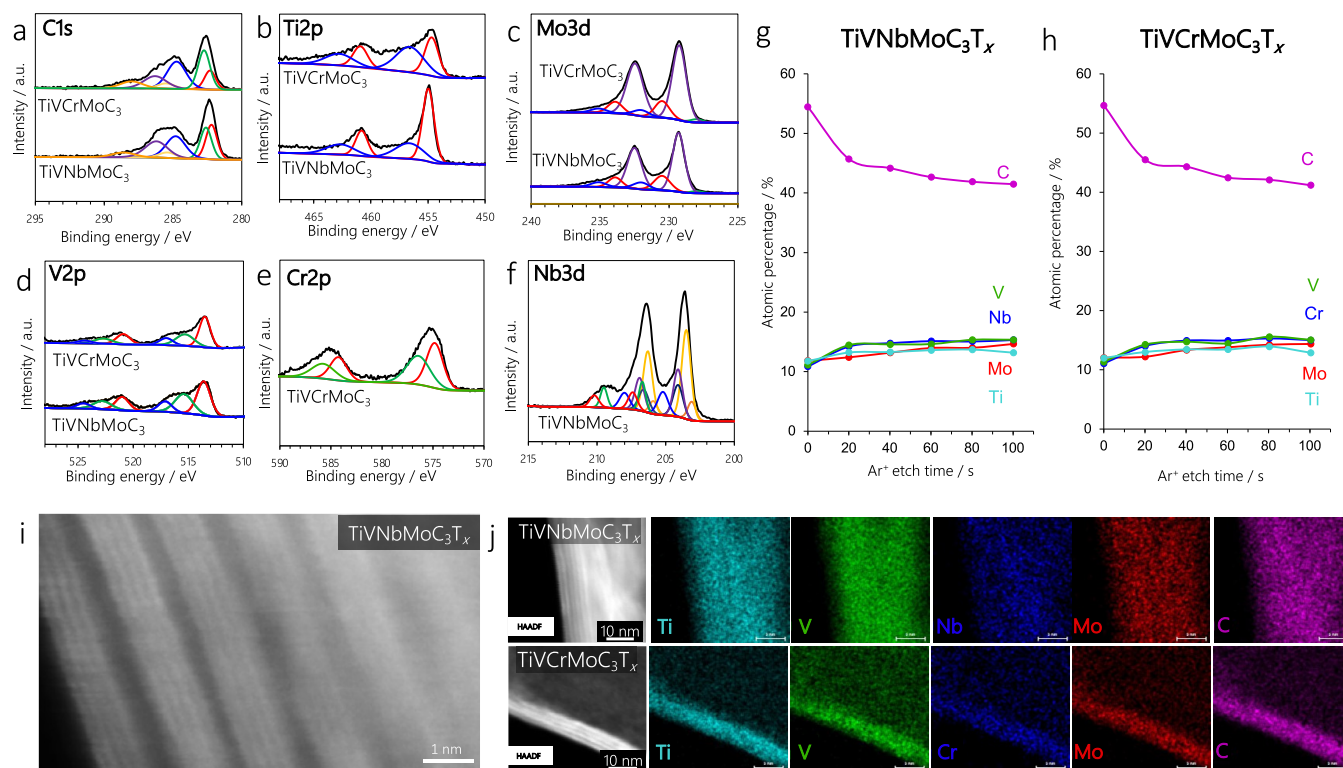 a
C1s
Intensity / a.u.
TiVCrMoC3
TiVNbMoC3
295 290 285 280
Binding energy / eV
b
Ti2p
Intensity / a.u.
TiVCrMoC3
TiVNbMoC3
465 460 455 450
Binding energy / eV
c
Mo3d
Intensity / a.u.
TiVCrMoC3
TiVNbMoC3
240 235 230 225
Binding energy / eV
d
V2p
Intensity / a.u.
TiVCrMoC3
TiVNbMoC3
525 520 515 510
Binding energy / eV
e
Cr2p
Intensity / a.u.
TiVCrMoC3
590 585 580 575 570
Binding energy / eV
f
Nb3d
Intensity / a.u.
TiVNbMoC3
215 210 205 200
Binding energy / eV
g
TiVNbMoC3Tx
Atomic percentage / %
60
50
40
30
20
10
0
C
V
Nb
Mo
Ti
0 20 40 60 80 100
Ar+ etch time / s
h
TiVCrMoC3Tx
Atomic percentage / %
60
50
40
30
20
10
0
C
V
Cr
Mo
Ti
0 20 40 60 80 100
Ar+ etch time / s
i
TiVNbMoC3Tx
1 nm
j
TiVNbMoC3Tx
HAADF
10 nm
Ti
V
Nb
Mo
C
TiVCrMoC3Tx
HAADF
10 nm
Ti
V
Cr
Mo
C